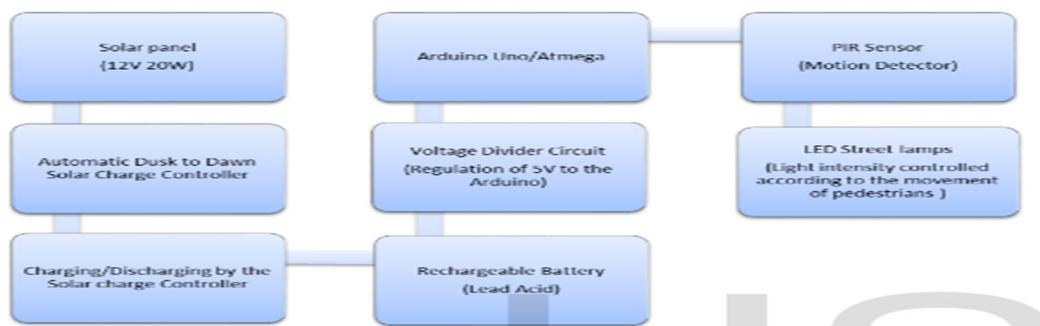 Solar panel
(12V 20W)
Automatic Dusk to Dawn
Solar Charge Controller
Charging/Discharging by the
Solar charge Controller
Rechargeable Battery
(Lead Acid)
Voltage Divider Circuit
(Regulation of 5V to the
Arduino)
Arduino Uno/Atmega
PIR Sensor
(Motion Detector)
LED Street lamps
(Light intensity controlled
according to the movement
of pedestrians )